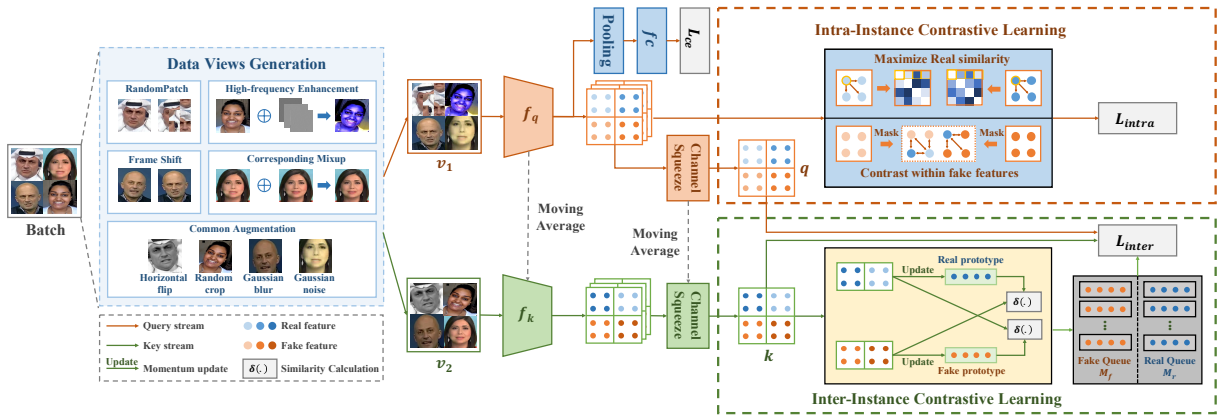 Batch
Data Views Generation
RandomPatch
High-frequency Enhancement
Frame Shift
Corresponding Mixup
Common Augmentation
Horizontal flip
Random crop
Gaussian blur
Gaussian noise
Query stream
Real feature
Key stream
Fake feature
Update
Momentum update
δ(.)
Similarity Calculation
v1
v2
fq
Moving Average
fk
Pooling
fc
Lce
Channel Squeeze
Moving Average
Channel Squeeze
q
k
Intra-Instance Contrastive Learning
Maximize Real similarity
Mask
Mask
Contrast within fake features
Lintra
Linter
Update
Real prototype
δ(.)
δ(.)
Update
Fake prototype
Fake Queue
Mf
Real Queue
Mr
Inter-Instance Contrastive Learning